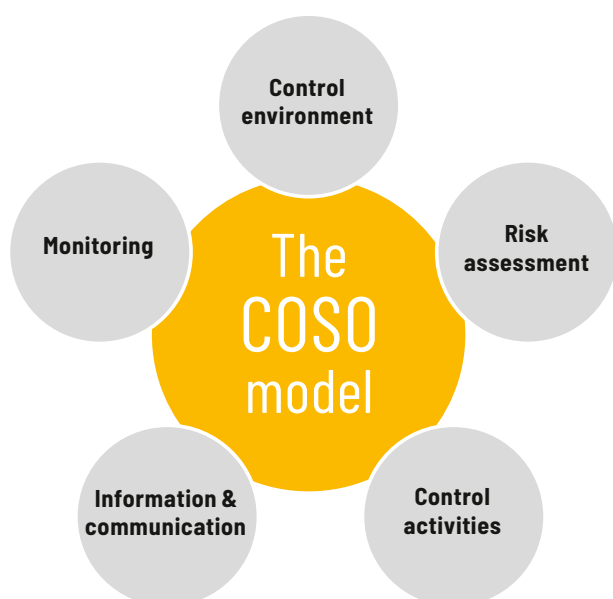 Control
environment
Risk
assessment
Control
activities
Information &
communication
Monitoring
The
COSO
model